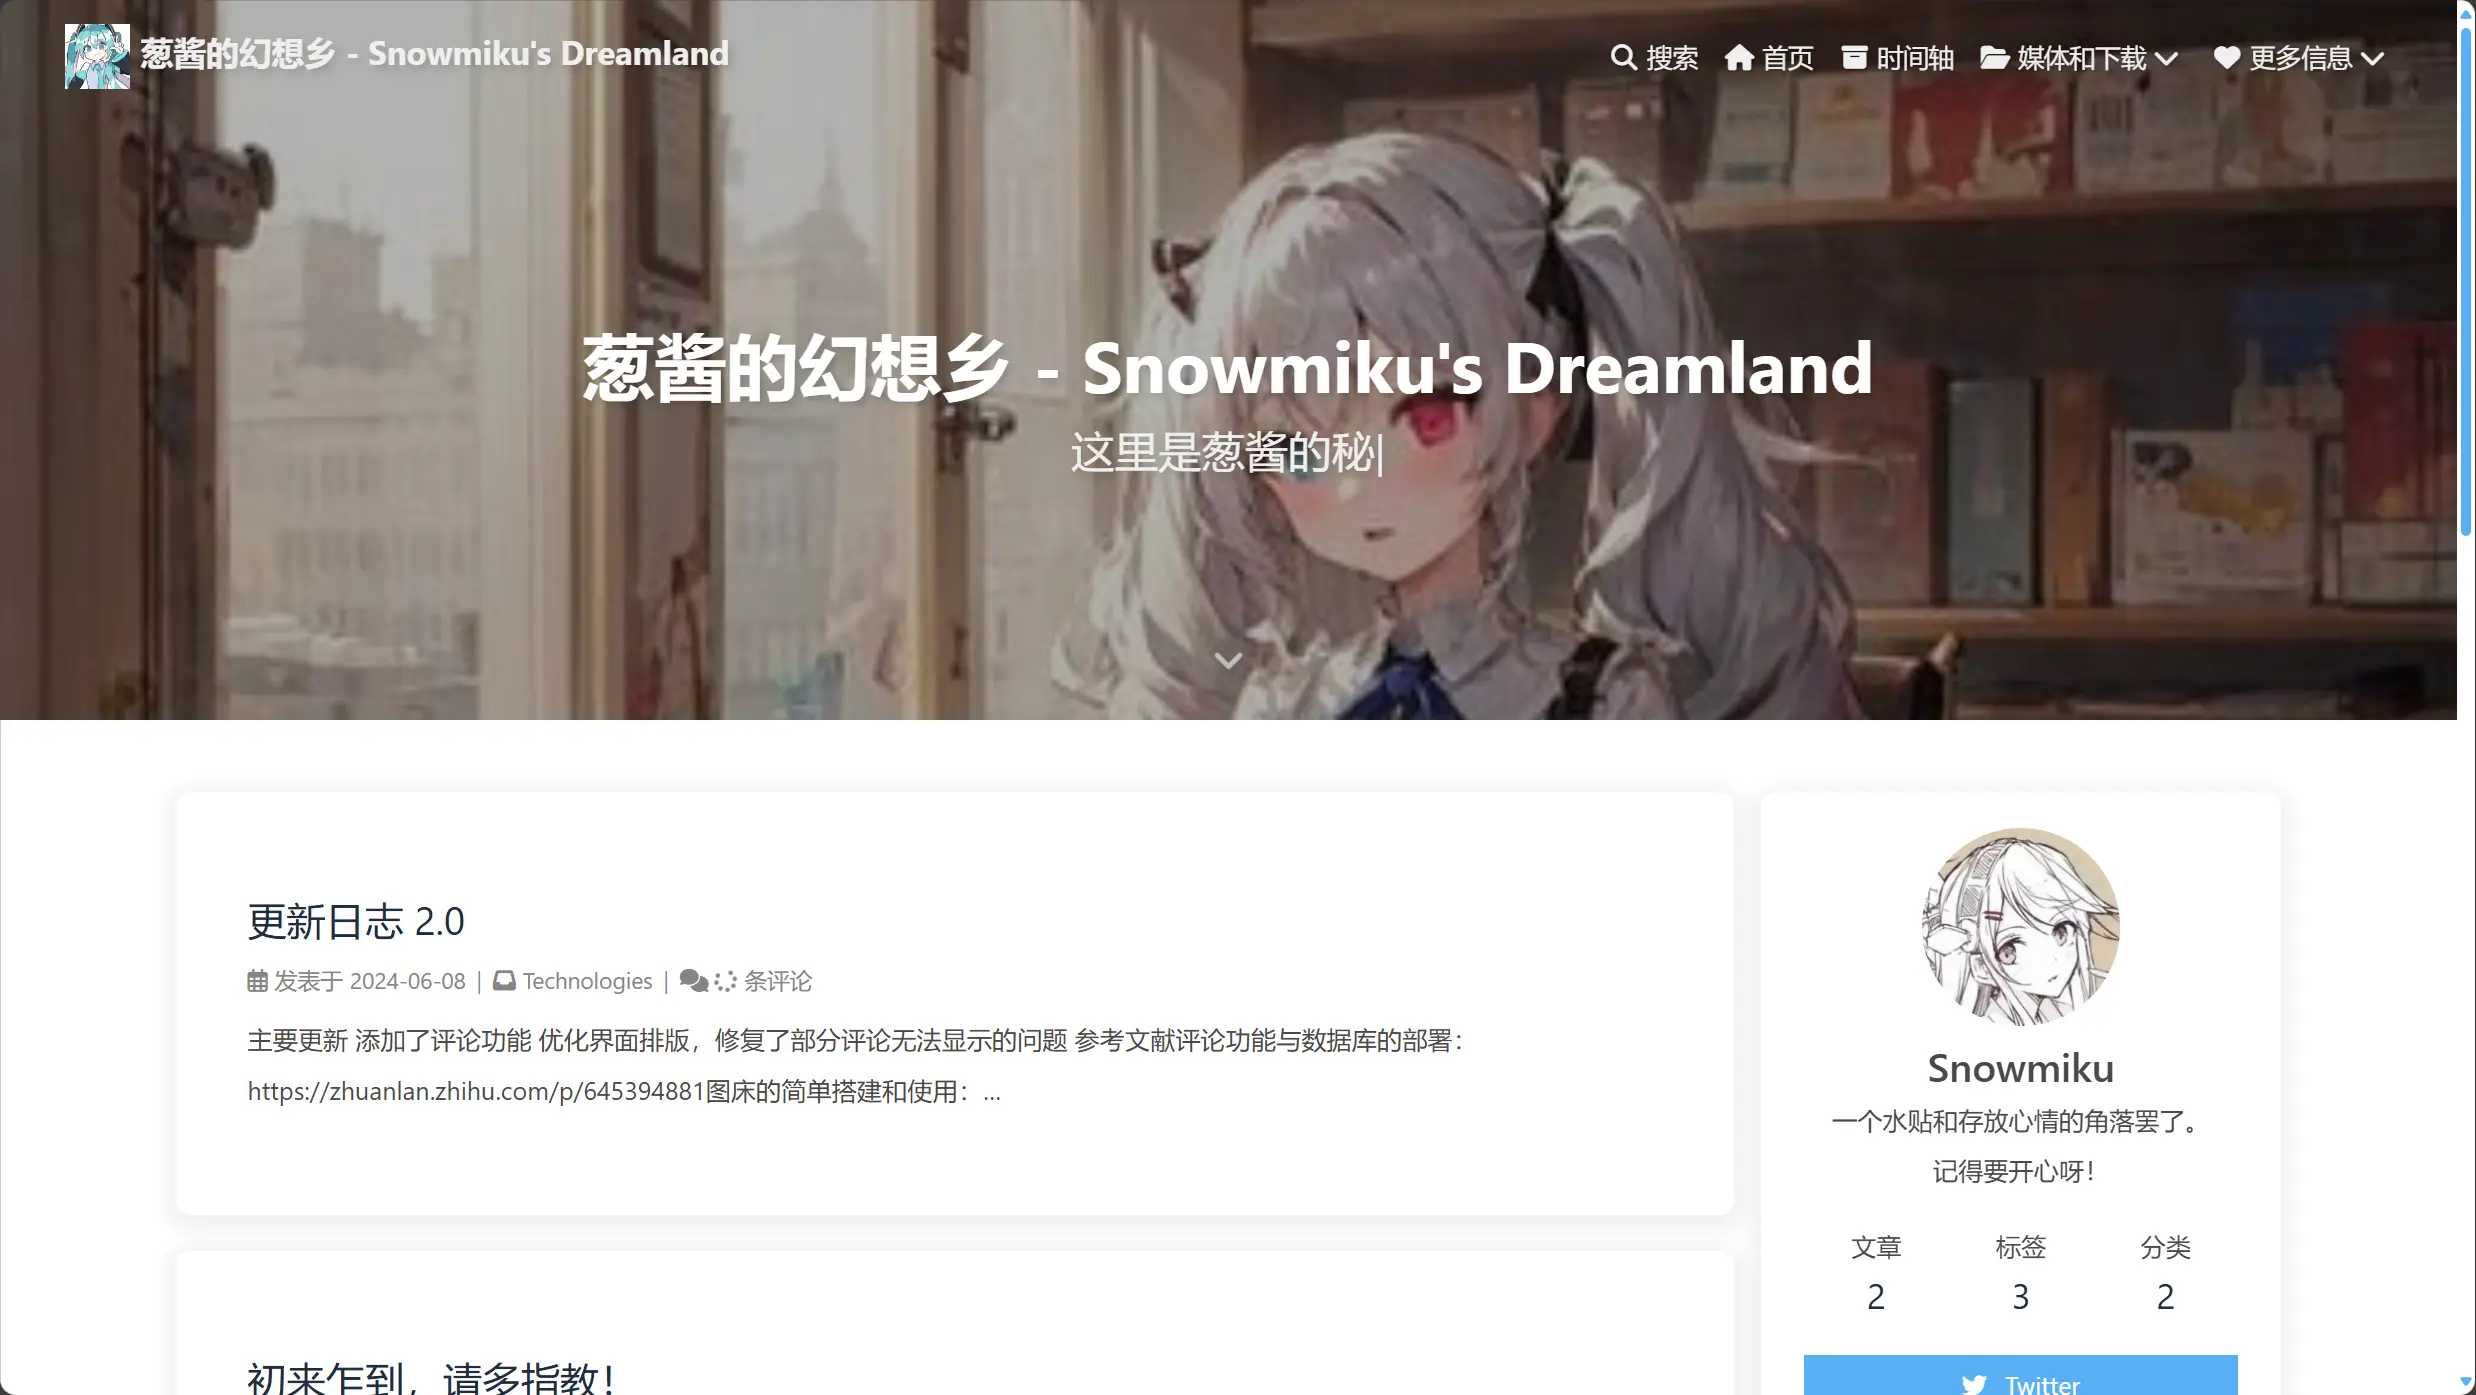 葱酱的幻想乡 - Snowmiku's Dreamland
搜索 首页 时间轴 媒体和下载 更多信息
葱酱的幻想乡 - Snowmiku's Dreamland
这里是葱酱的秘|
更新日志 2.0
发表于 2024-06-08 | Technologies | 条评论
主要更新 添加了评论功能 优化界面排版，修复了部分评论无法显示的问题 参考文献评论功能与数据库的部署：
https://zhuanlan.zhihu.com/p/645394881图床的简单搭建和使用：...
初来乍到，请多指教！
Snowmiku
一个水贴和存放心情的角落罢了。
记得要开心呀！
文章 标签 分类
2 3 2
Twitter